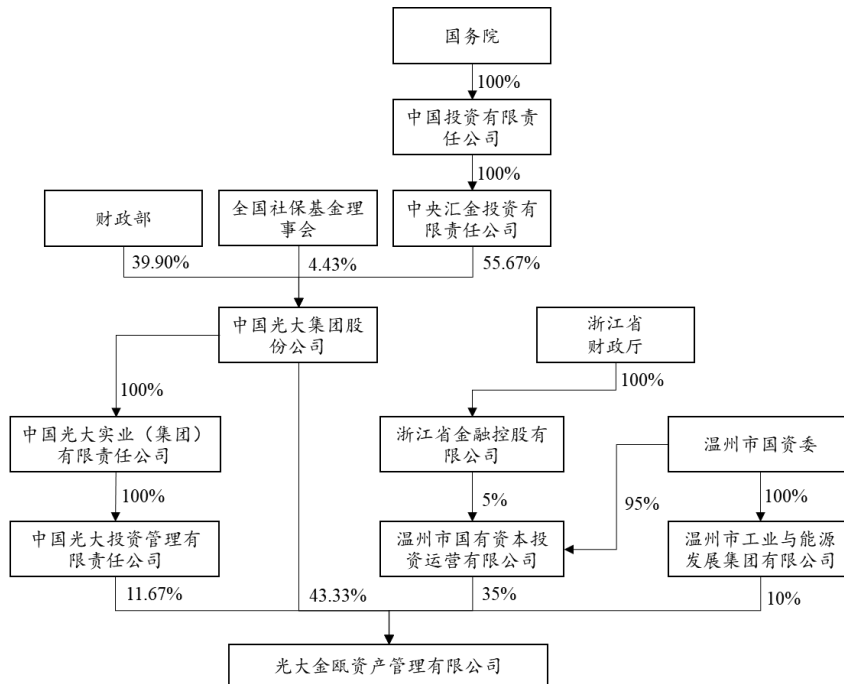 国务院
100%
中国投资有限责
任公司
100%
财政部
全国社保基金理
事会
中央汇金投资有
限责任公司
39.90%
4.43%
55.67%
中国光大集团股
份公司
浙江省
财政厅
100%
100%
中国光大实业（集团）
有限责任公司
浙江省金融控股有
限公司
温州市国资委
100%
5%
95%
100%
中国光大投资管理有
限责任公司
温州市国有资本投
资运营有限公司
温州市工业与能源
发展集团有限公司
11.67%
43.33%
35%
10%
光大金瓯资产管理有限公司